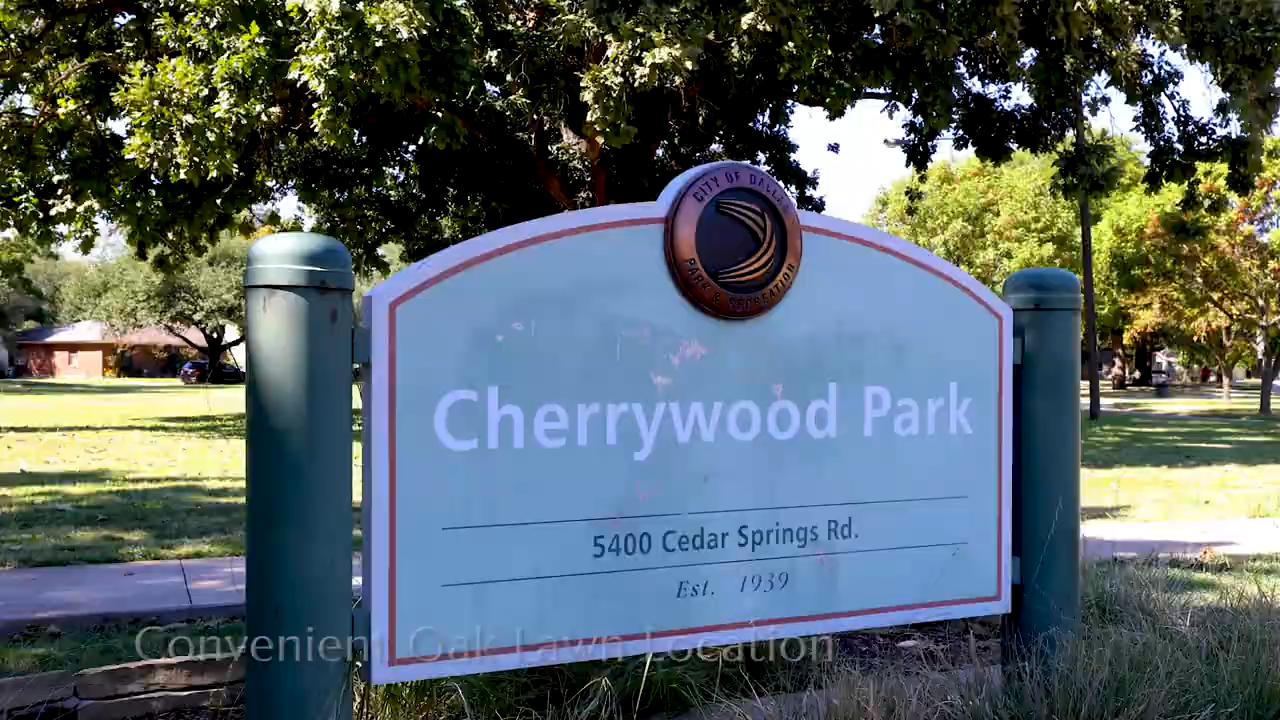 CITY OF DALLAS
PARK & RECREATION
Cherrywood Park
5400 Cedar Springs Rd.
Est. 1939
Convenient Oak Lawn Location